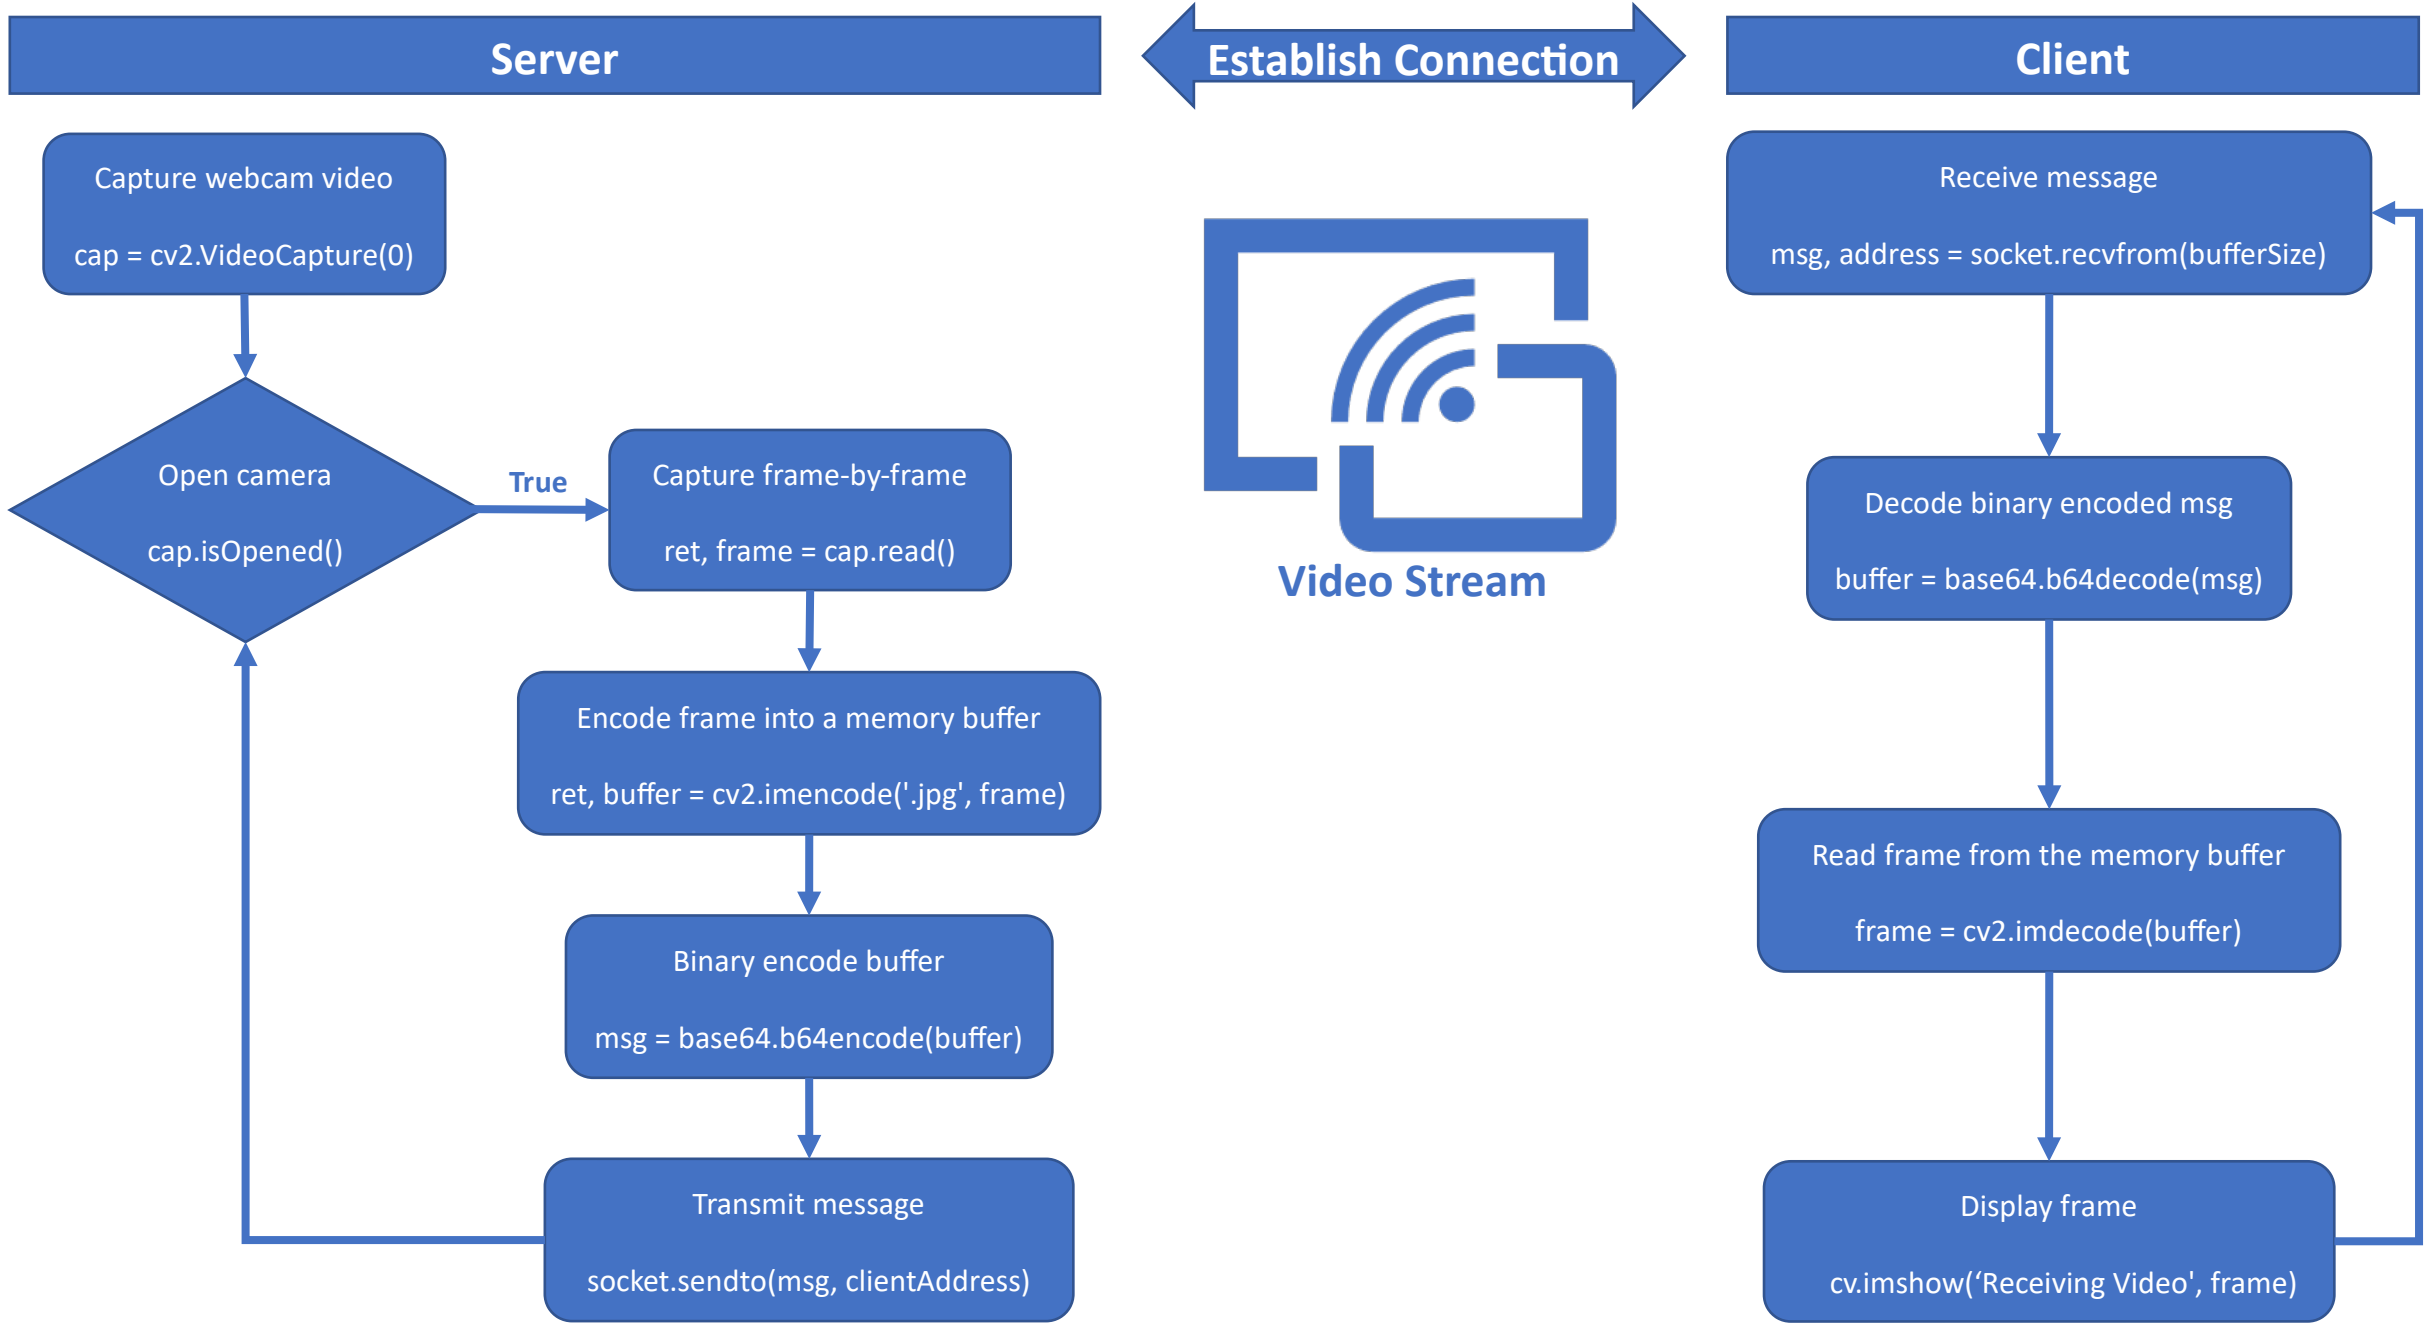 Server
Establish Connection
Client
Capture webcam video
cap = cv2.VideoCapture(0)
Open camera
cap.isOpened()
True
Capture frame-by-frame
ret, frame = cap.read()
Encode frame into a memory buffer
ret, buffer = cv2.imencode('.jpg', frame)
Binary encode buffer
msg = base64.b64encode(buffer)
Transmit message
socket.sendto(msg, clientAddress)
Video Stream
Receive message
msg, address = socket.recvfrom(bufferSize)
Decode binary encoded msg
buffer = base64.b64decode(msg)
Read frame from the memory buffer
frame = cv2.imdecode(buffer)
Display frame
cv.imshow(‘Receiving Video', frame)